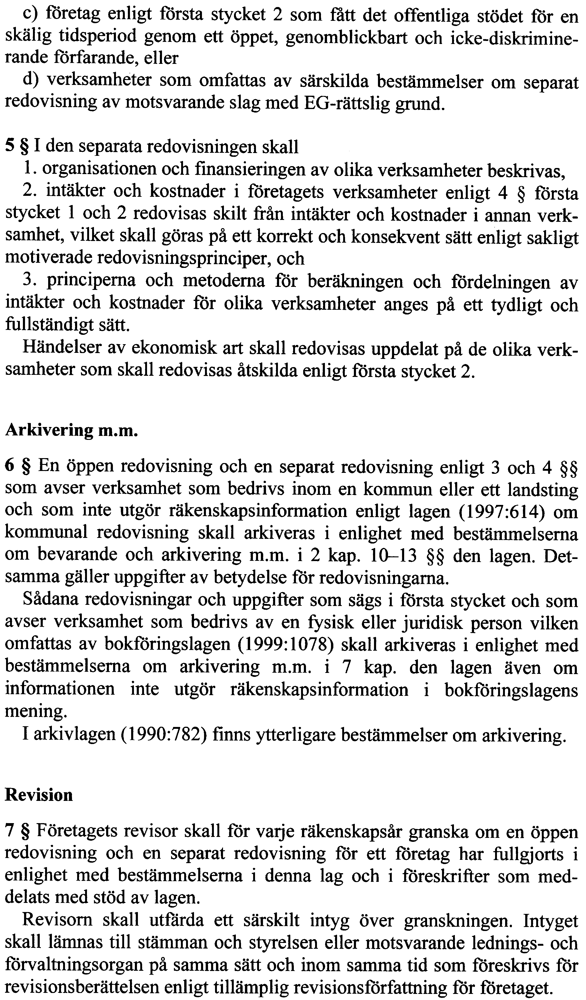 c) företag enligt första stycket 2 som fått det offentliga stödet för en
skälig tidsperiod genom ett öppet, genomblickbart och icke-diskrimine-
rande förfarande, eller
d) verksamheter som omfattas av särskilda bestämmelser om separat
redovisning av motsvarande slag med EG-rättslig grund.
5 § I den separata redovisningen skall
1. organisationen och finansieringen av olika verksamheter beskrivas,
2. intäkter och kostnader i företagets verksamheter enligt 4 § första
stycket 1 och 2 redovisas skilt från intäkter och kostnader i annan verk-
samhet, vilket skall göras på ett korrekt och konsekvent sätt enligt sakligt
motiverade redovisningsprinciper, och
3. principerna och metoderna för beräkningen och fördelningen av
intäkter och kostnader för olika verksamheter anges på ett tydligt och
fullständigt sätt.
Händelser av ekonomisk art skall redovisas uppdelat på de olika verk-
samheter som skall redovisas åtskilda enligt första stycket 2.
Arkivering m.m.
6 § En öppen redovisning och en separat redovisning enligt 3 och 4 §§
som avser verksamhet som bedrivs inom en kommun eller ett landsting
och som inte utgör räkenskapsinformation enligt lagen (1997:614) om
kommunal redovisning skall arkiveras i enlighet med bestämmelserna
om bevarande och arkivering m.m. i 2 kap. 10–13 §§ den lagen. Det-
samma gäller uppgifter av betydelse för redovisningarna.
Sådana redovisningar och uppgifter som sägs i första stycket och som
avser verksamhet som bedrivs av en fysisk eller juridisk person vilken
omfattas av bokföringslagen (1999:1078) skall arkiveras i enlighet med
bestämmelserna om arkivering m.m. i 7 kap. den lagen även om
informationen inte utgör räkenskapsinformation i bokföringslagens
mening.
I arkivlagen (1990:782) finns ytterligare bestämmelser om arkivering.
Revision
7 § Företagets revisor skall för varje räkenskapsår granska om en öppen
redovisning och en separat redovisning för ett företag har fullgjorts i
enlighet med bestämmelserna i denna lag och i föreskrifter som med-
delats med stöd av lagen.
Revisorn skall utfärda ett särskilt intyg över granskningen. Intyget
skall lämnas till stämman och styrelsen eller motsvarande lednings- och
förvaltningsorgan på samma sätt och inom samma tid som föreskrivs för
revisionsberättelsen enligt tillämplig revisionsförfattning för företaget.